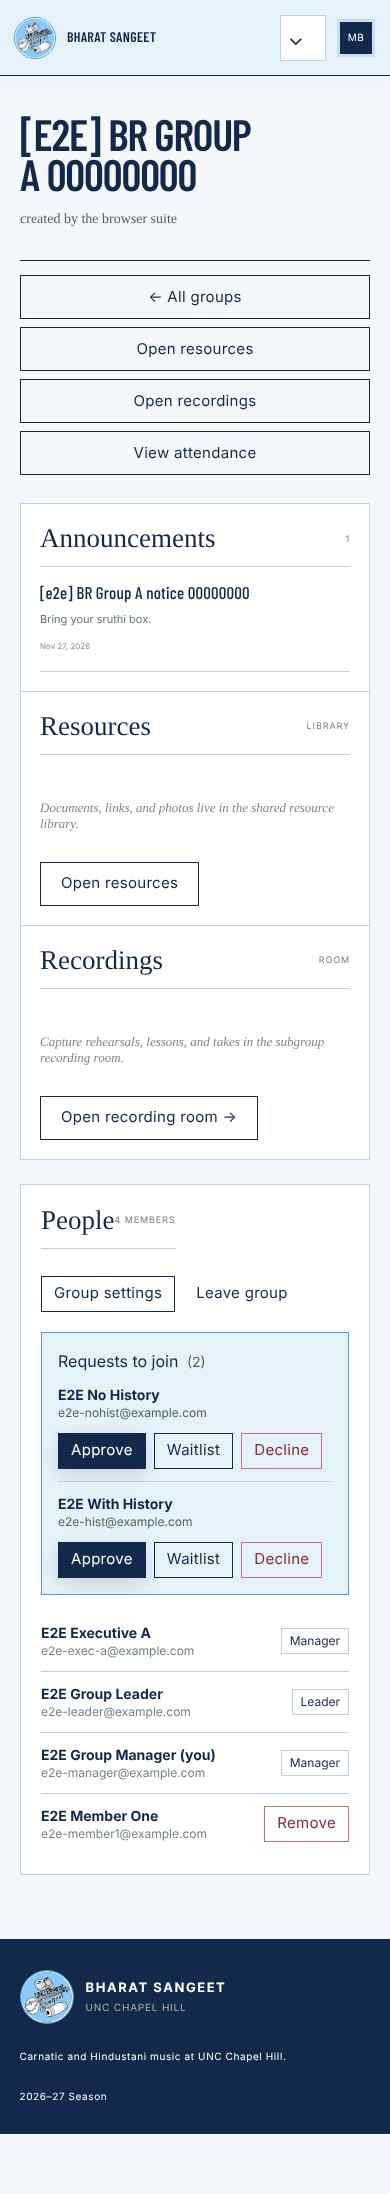 BHARAT SANGEET
MB
[E2E] BR GROUP
A 00000000
created by the browser suite
← All groups
Open resources
Open recordings
View attendance
Announcements 1
[e2e] BR Group A notice 00000000
Bring your sruthi box.
Nov 27, 2026
Resources LIBRARY
Documents, links, and photos live in the shared resource
library.
Open resources
Recordings ROOM
Capture rehearsals, lessons, and takes in the subgroup
recording room.
Open recording room →
People 4 MEMBERS
Group settings Leave group
Requests to join (2)
E2E No History
e2e-nohist@example.com
Approve Waitlist Decline
E2E With History
e2e-hist@example.com
Approve Waitlist Decline
E2E Executive A
e2e-exec-a@example.com
Manager
E2E Group Leader
e2e-leader@example.com
Leader
E2E Group Manager (you)
e2e-manager@example.com
Manager
E2E Member One
e2e-member1@example.com
Remove
BHARAT SANGEET
UNC CHAPEL HILL
Carnatic and Hindustani music at UNC Chapel Hill.
2026–27 Season